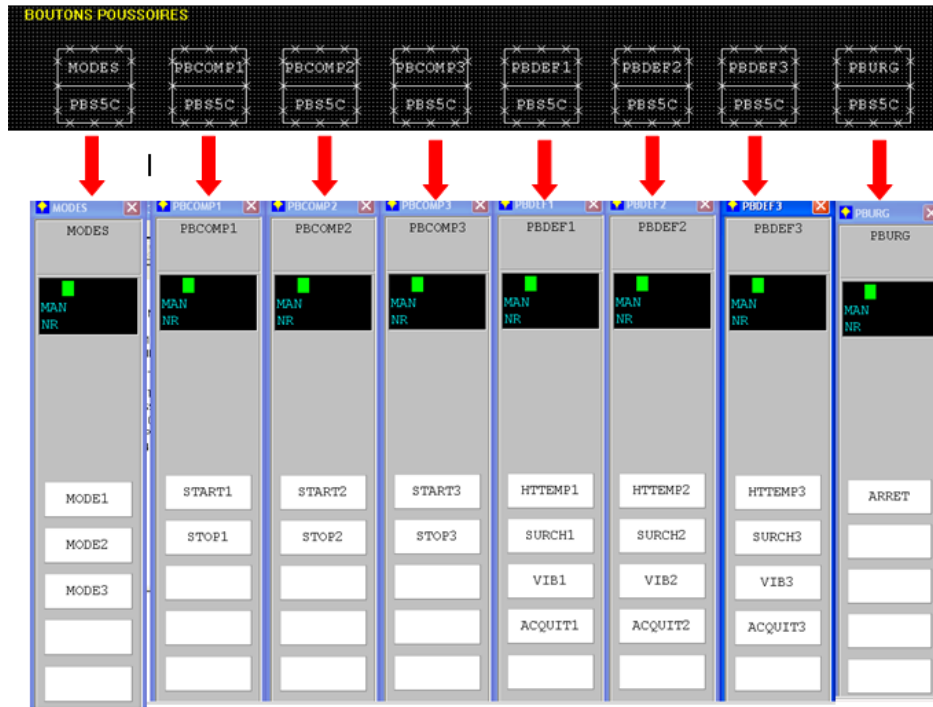 BOUTONS POUSSOIRES
MODES PBCOMP1 PBCOMP2 PBCOMP3 PBDEF1 PBDEF2 PBDEF3 PBURG
PBS5C PBS5C PBS5C PBS5C PBS5C PBS5C PBS5C PBS5C
MODES PBCOMP1 PBCOMP2 PBCOMP3 PBDEF1 PBDEF2 PBDEF3 PBURG
MODES PBCOMP1 PBCOMP2 PBCOMP3 PBDEF1 PBDEF2 PBDEF3 PBURG
MAN MAN MAN MAN MAN MAN MAN MAN
NR NR NR NR NR NR NR NR
MODE1 START1 START2 START3 HTTEMP1 HTTEMP2 HTTEMP3 ARRET
MODE2 STOP1 STOP2 STOP3 SURCH1 SURCH2 SURCH3
MODE3 VIB1 VIB2 VIB3
ACQUIT1 ACQUIT2 ACQUIT3